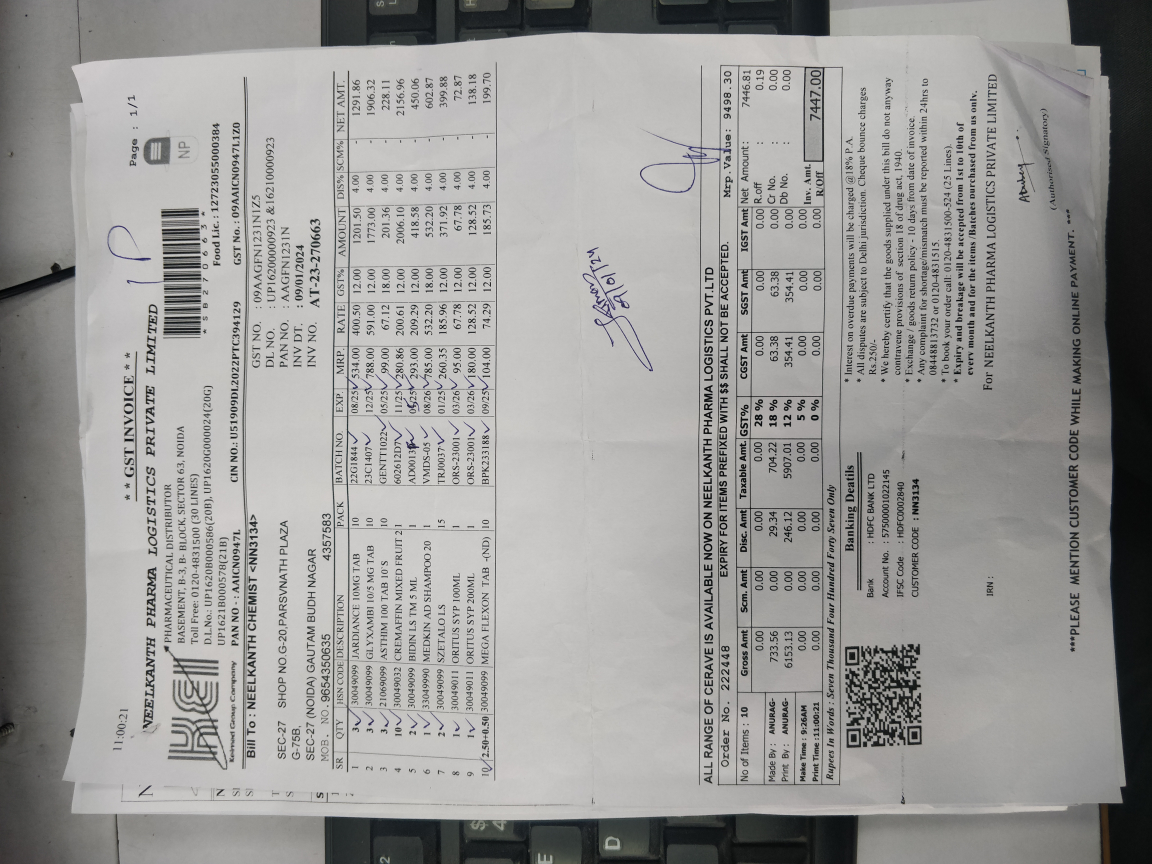 11:00:21
** GST INVOICE **
Page : 1/1
NEELKANTH PHARMA LOGISTICS PRIVATE LIMITED
IP
NP
PHARMACEUTICAL DISTRIBUTOR
BASEMENT, B-3, B- BLOCK, SECTOR 63, NOIDA
Toll Free: 0120-4831500 (30 LINES)
D.L.No.: UP1620B000586(20B), UP1620G000024(20G)
UP1621B00057B(21B)
Keimed Group Company
*SB270663*
Food Lic. : 12723055000384
PAN NO - : AAICN0947L
CIN NO.: U51909DL2022PTC394129
GST No. : 09AAICN0947L1Z0
Bill To : NEELKANTH CHEMIST <NN3134>
SEC-27 SHOP NO.G-20,PARSVNATH PLAZA
G-75B,
SEC-27 (NOIDA) GAUTAM BUDH NAGAR
MOB. NO.9654350635 4357583
GST NO. : 09AAGFN1231N1Z5
DL NO. : UP16200000923 &16210000923
PAN NO. : AAGFN1231N
INV DT. : 09/01/2024
INV NO. AT-23-270663
SR QTY HSN CODE DESCRIPTION PACK BATCH NO. EXP. MRP. RATE GST% AMOUNT DIS% SCM% NET AMT.
1 3 30049099 JARDIANCE 10MG TAB 10 22G1844 08/25 534.00 400.50 12.00 1201.50 4.00 - 1291.86
2 3 30049099 GLYXAMBI 10/5 MG TAB 10 23C1407 12/25 788.00 591.00 12.00 1773.00 4.00 - 1906.32
3 3 21069099 ASTHIM 100 TAB 10'S 10 GENTT1022 05/25 99.00 67.12 18.00 201.36 4.00 - 228.11
4 10 30049032 CREMAFFIN MIXED FRUIT 2 1 602612D7 11/25 280.86 200.61 12.00 2006.10 4.00 - 2156.96
5 2 30049099 BIDIN LS TM 5 ML 1 05/25 293.00 209.29 12.00 418.58 4.00 - 450.06
6 1 33049990 MEDKIN AD SHAMPOO 20 1 VMDS-05 08/26 785.00 532.20 18.00 532.20 4.00 - 602.87
7 2 30049099 SZETALO LS 15 TRJ0037 01/25 260.35 185.96 12.00 371.92 4.00 - 399.88
8 1 30049011 ORITUS SYP 100ML 1 ORS-23001 03/26 95.00 67.78 12.00 67.78 4.00 - 72.87
9 1 30049011 ORITUS SYP 200ML 1 ORS-23001 03/26 180.00 128.52 12.00 128.52 4.00 - 138.18
10 2.50+0.50 30049099 MEGA FLEXON TAB -(ND) 10 BPK233188 09/25 104.00 74.29 12.00 185.73 4.00 - 199.70
ALL RANGE OF CERAVE IS AVAILABLE NOW ON NEELKANTH PHARMA LOGISTICS PVT.LTD
Order No. 222448 EXPIRY FOR ITEMS PREFIXED WITH $$ SHALL NOT BE ACCEPTED. Mrp.Value: 9498.30
No of Items : 10
Made By : ANURAG-
Print By : ANURAG-
Make Time : 9:26AM
Print Time :11:00:21
Gross Amt Scm. Amt Disc. Amt Taxable Amt. GST% CGST Amt SGST Amt IGST Amt
0.00 0.00 0.00 0.00 28 % 0.00 0.00 0.00
733.56 0.00 29.34 704.22 18 % 63.38 63.38 0.00
6153.13 0.00 246.12 5907.01 12 % 354.41 354.41 0.00
0.00 0.00 0.00 0.00 5 % 0.00 0.00 0.00
0.00 0.00 0.00 0.00 0 % 0.00 0.00 0.00
Net Amount : 7446.81
R.off : 0.19
Cr No. : 0.00
Db No. : 0.00
Inv. Amt. R/Off 7447.00
Rupees In Words : Seven Thousand Four Hundred Forty Seven Only
Banking Deatils
Bank : HDFC BANK LTD
Account No. : 57500001022145
IFSC Code : HDFC0002840
CUSTOMER CODE : NN3134
IRN :
* Interest on overdue payments will be charged @18% P.A.
* All disputes are subject to Delhi jurisdiction. Cheque bounce charges
Rs.250/-
* We hereby certify that the goods supplied under this bill do not anyway
contravene provisions of section 18 of drug act, 1940.
* Exchange / goods return policy - 10 days from date of invoice.
* Any complaint for shortage/mismatch must be reported within 24hrs to
08448813732 or 0120-4831515.
* To book your order call: 0120-4831500-524 (25 Lines).
* Expiry and breakage will be accepted from 1st to 10th of
every month and for the items /Batches purchased from us only.
For NEELKANTH PHARMA LOGISTICS PRIVATE LIMITED
(Authorised Signatory)
***PLEASE MENTION CUSTOMER CODE WHILE MAKING ONLINE PAYMENT. ***